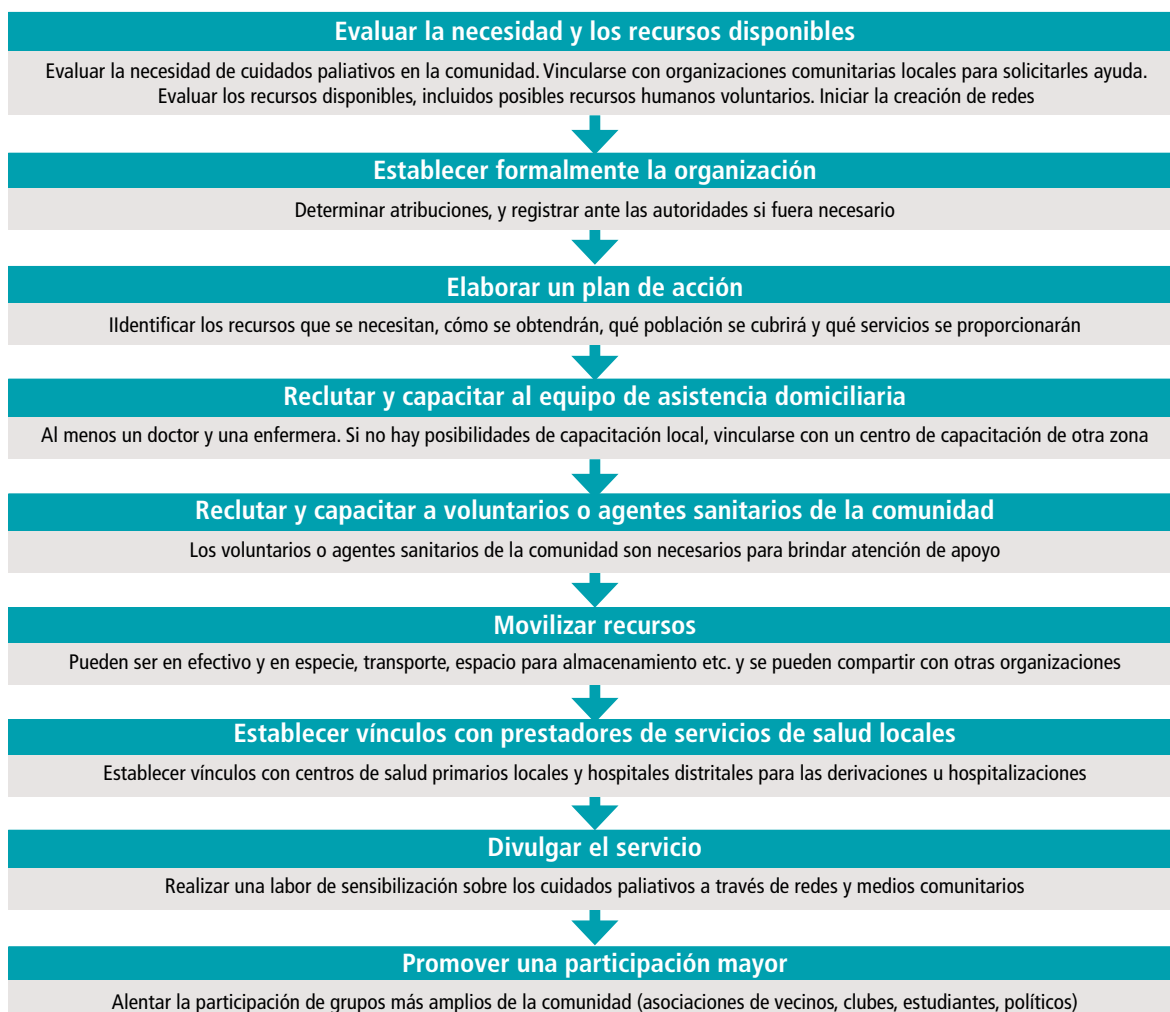 Evaluar la necesidad y los recursos disponibles
Evaluar la necesidad de cuidados paliativos en la comunidad. Vincularse con organizaciones comunitarias locales para solicitarles ayuda.
Evaluar los recursos disponibles, incluidos posibles recursos humanos voluntarios. Iniciar la creación de redes
Establecer formalmente la organización
Determinar atribuciones, y registrar ante las autoridades si fuera necesario
Elaborar un plan de acción
IIdentificar los recursos que se necesitan, cómo se obtendrán, qué población se cubrirá y qué servicios se proporcionarán
Reclutar y capacitar al equipo de asistencia domiciliaria
Al menos un doctor y una enfermera. Si no hay posibilidades de capacitación local, vincularse con un centro de capacitación de otra zona
Reclutar y capacitar a voluntarios o agentes sanitarios de la comunidad
Los voluntarios o agentes sanitarios de la comunidad son necesarios para brindar atención de apoyo
Movilizar recursos
Pueden ser en efectivo y en especie, transporte, espacio para almacenamiento etc. y se pueden compartir con otras organizaciones
Establecer vínculos con prestadores de servicios de salud locales
Establecer vínculos con centros de salud primarios locales y hospitales distritales para las derivaciones u hospitalizaciones
Divulgar el servicio
Realizar una labor de sensibilización sobre los cuidados paliativos a través de redes y medios comunitarios
Promover una participación mayor
Alentar la participación de grupos más amplios de la comunidad (asociaciones de vecinos, clubes, estudiantes, políticos)